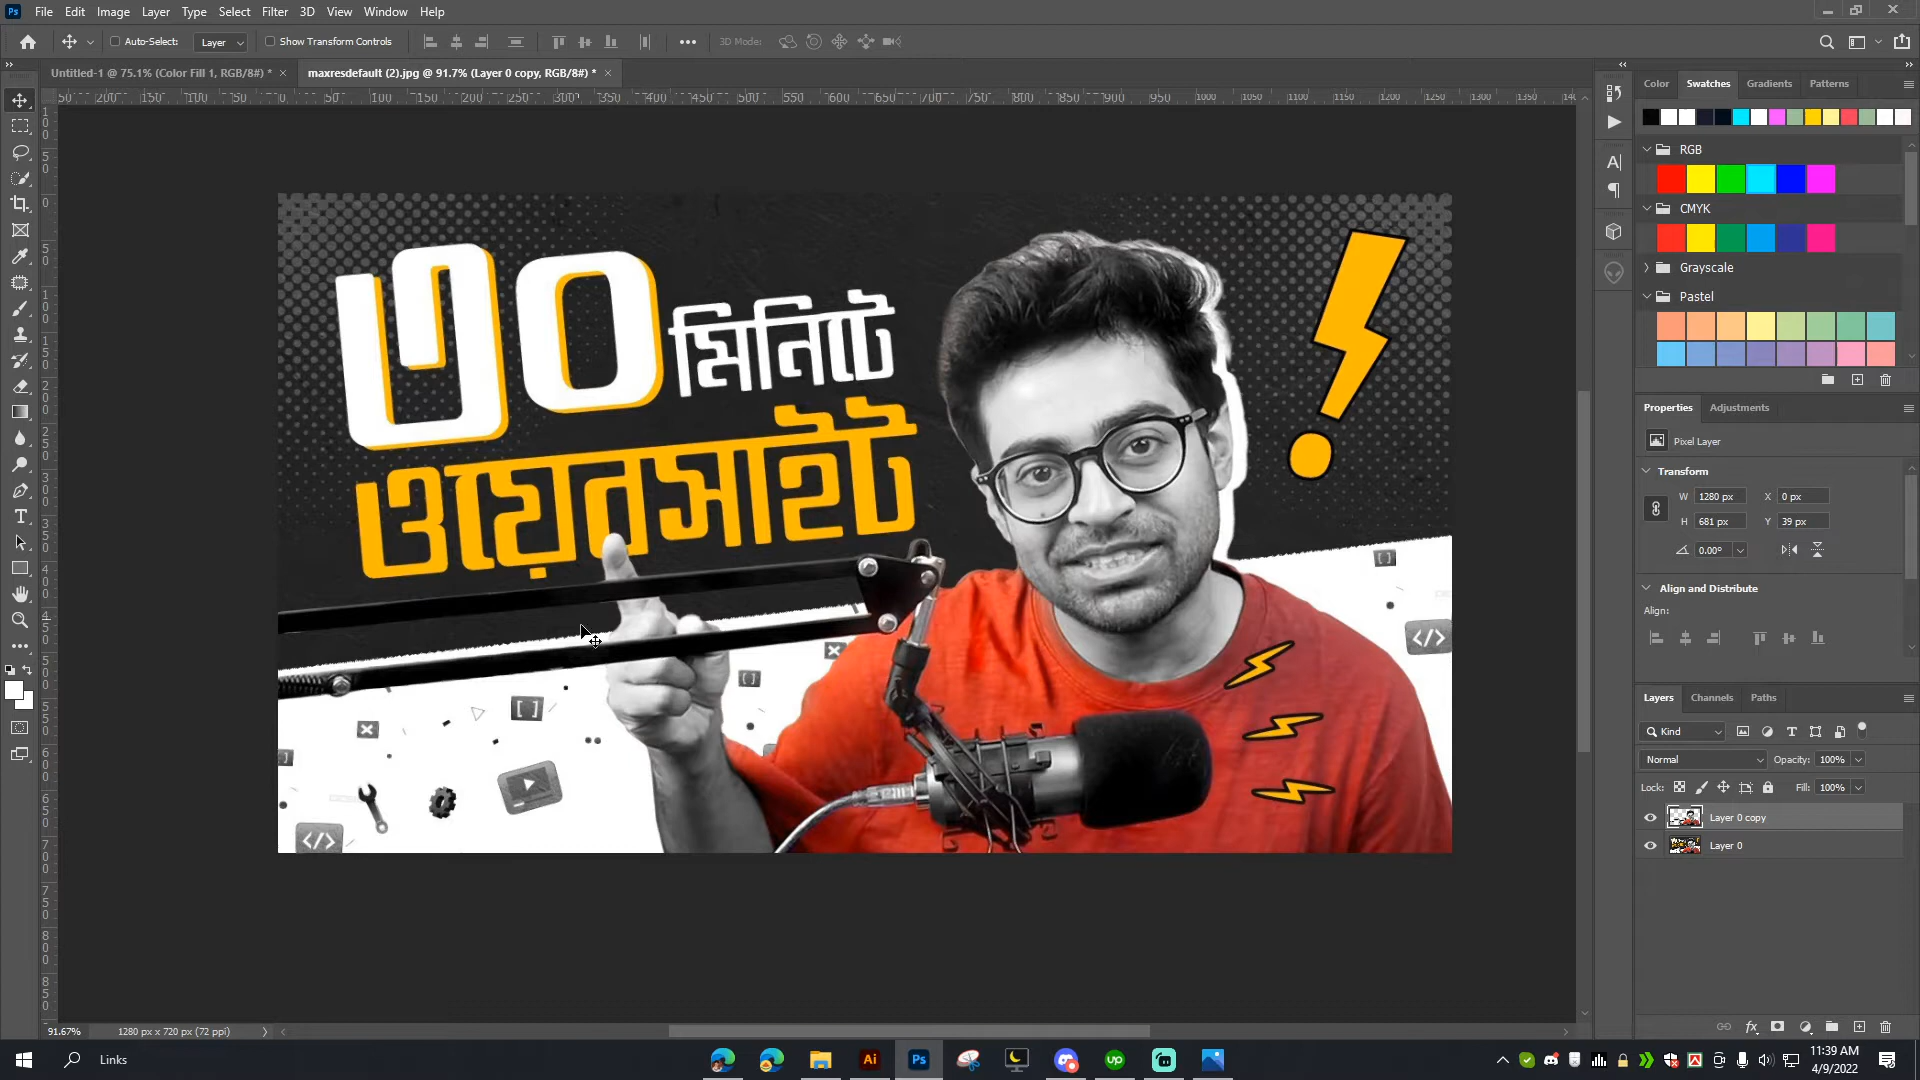 File Edit Image Layer Type Select Filter 3D View Window Help
Auto-Select: Layer Show Transform Controls 3D Mode:
Untitled-1 @ 75.1% (Color Fill 1, RGB/8#) * maxresdefault (2).jpg @ 91.7% (Layer 0 copy, RGB/8#) *
Color Swatches Gradients Patterns
RGB
CMYK
Grayscale
Pastel
৩০ মিনিটে
ওয়েবসাইট
!
</>
[ ]
</>
Properties Adjustments
Pixel Layer
Transform
W 1280 px X 0 px
H 681 px Y 39 px
0.00°
Align and Distribute
Align:
Layers Channels Paths
Kind
Normal Opacity: 100%
Lock: Fill: 100%
Layer 0 copy
Layer 0
91.67% 1280 px x 720 px (72 ppi)
Links
11:39 AM
4/9/2022